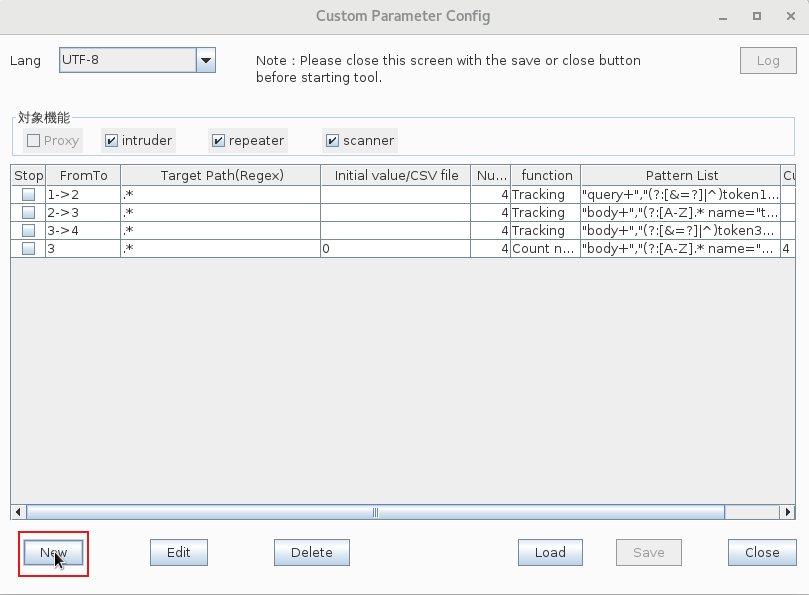 Custom Parameter Config
Lang UTF-8 Note : Please close this screen with the save or close button Log
before starting tool.
対象機能
Proxy intruder repeater scanner
Stop FromTo Target Path(Regex) Initial value/CSV file Nu... function Pattern List Cu
1->2 .* 4 Tracking "query+","(?:[&=?]|^)token1...
2->3 .* 4 Tracking "body+","(?:[A-Z].* name="t...
3->4 .* 4 Tracking "body+","(?:[&=?]|^)token3...
3 .* 0 4 Count n... "body+","(?:[A-Z].* name="... 4
New Edit Delete Load Save Close